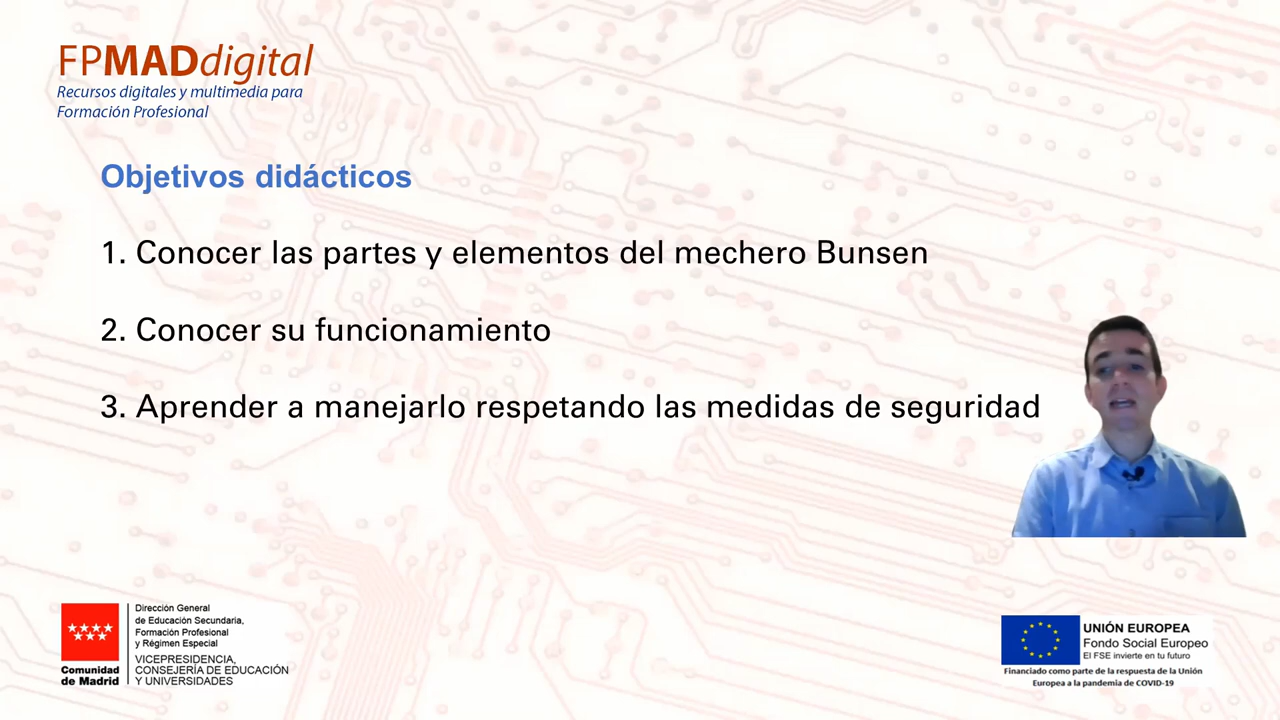 FPMADdigital
Recursos digitales y multimedia para
Formación Profesional
Objetivos didácticos
1. Conocer las partes y elementos del mechero Bunsen
2. Conocer su funcionamiento
3. Aprender a manejarlo respetando las medidas de seguridad
Comunidad
de Madrid
Dirección General
de Educación Secundaria,
Formación Profesional
y Régimen Especial
VICEPRESIDENCIA,
CONSEJERÍA DE EDUCACIÓN
Y UNIVERSIDADES
UNIÓN EUROPEA
Fondo Social Europeo
El FSE invierte en tu futuro
Financiado como parte de la respuesta de la Unión
Europea a la pandemia de COVID-19